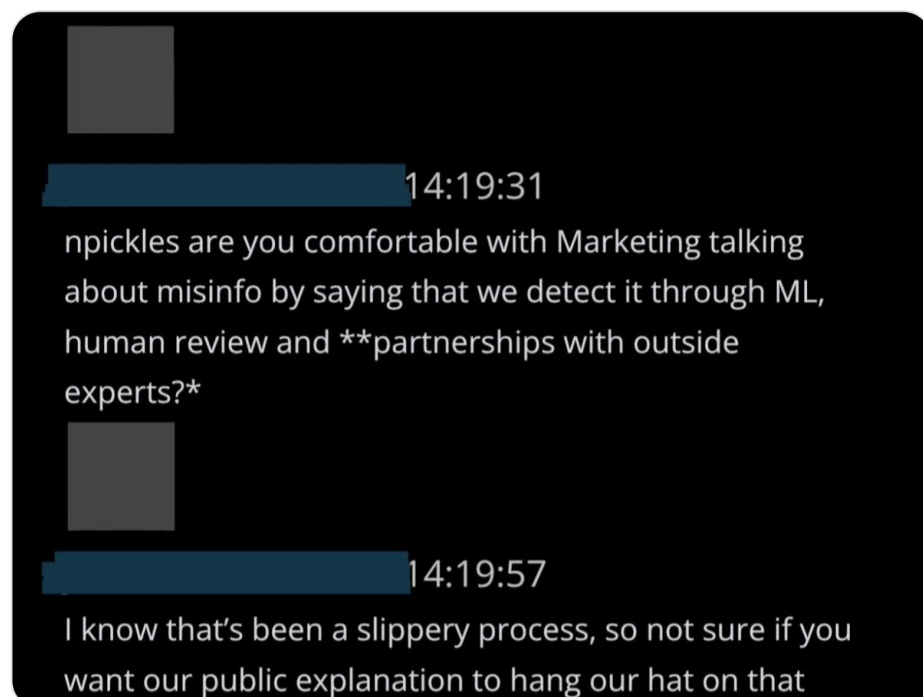 14:19:31
npickles are you comfortable with Marketing talking
about misinfo by saying that we detect it through ML,
human review and **partnerships with outside
experts?*
14:19:57
I know that’s been a slippery process, so not sure if you
want our public explanation to hang our hat on that